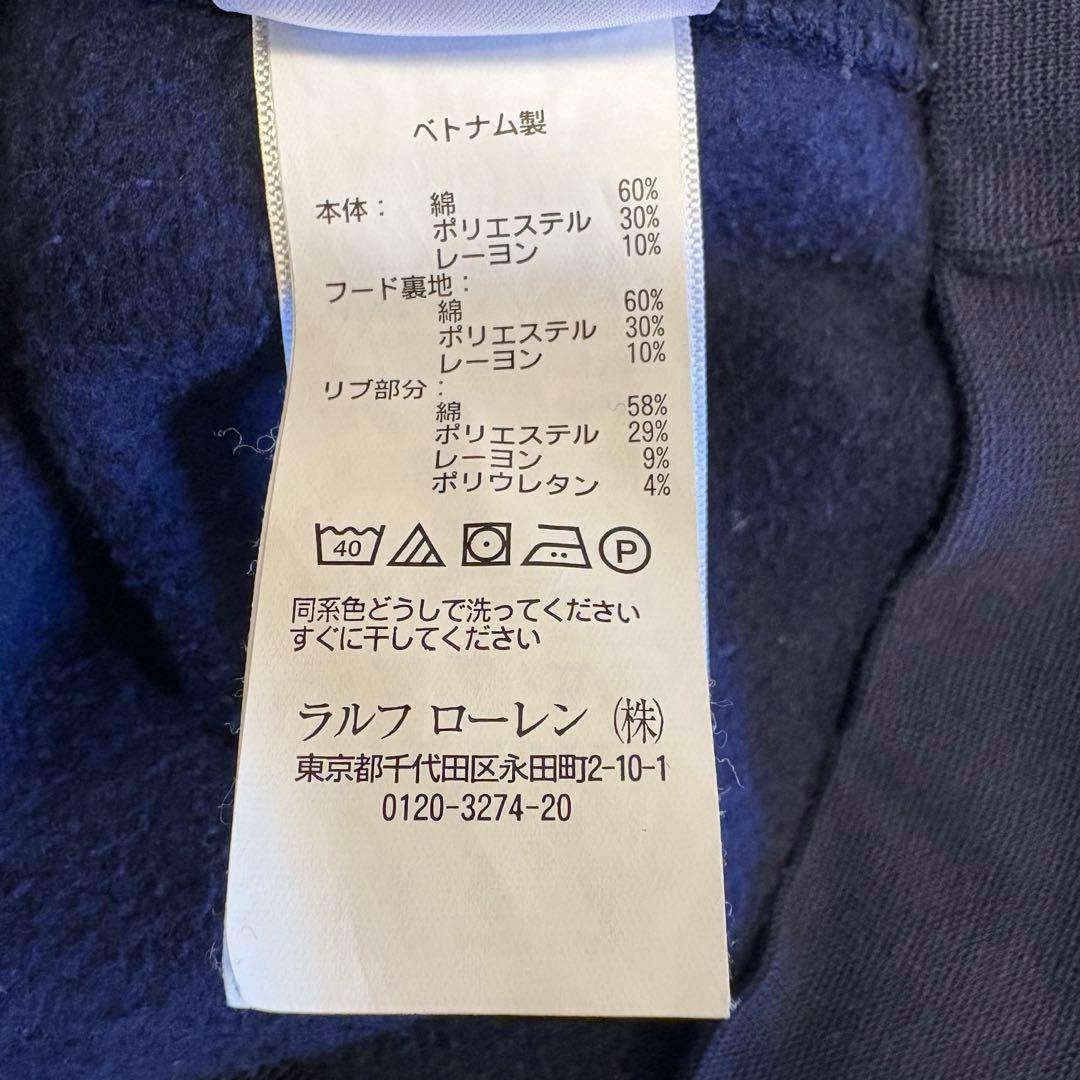 ベトナム製
本体： 綿 60%
ポリエステル 30%
レーヨン 10%
フード裏地：
綿 60%
ポリエステル 30%
レーヨン 10%
リブ部分：
綿 58%
ポリエステル 29%
レーヨン 9%
ポリウレタン 4%
40 P
同系色どうしで洗ってください
すぐに干してください
ラルフ ローレン ㈱
東京都千代田区永田町2-10-1
0120-3274-20